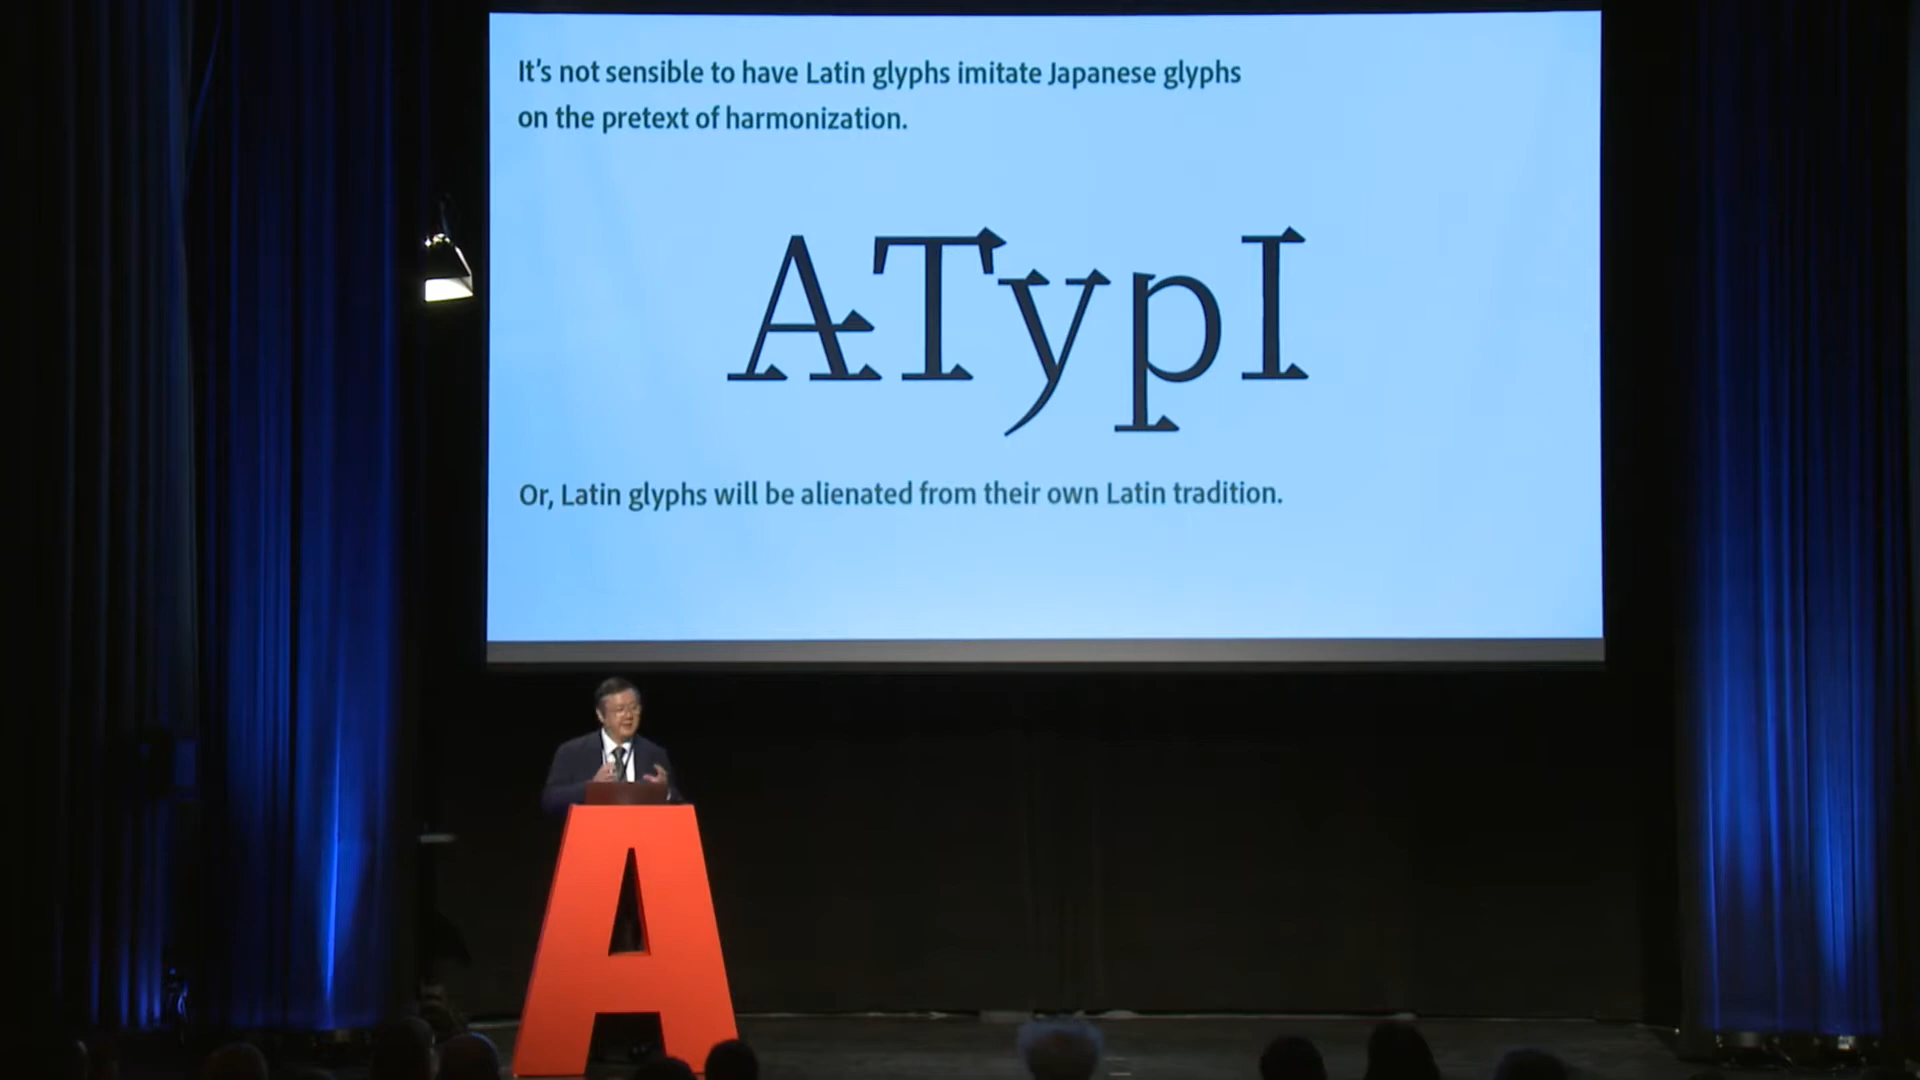 It’s not sensible to have Latin glyphs imitate Japanese glyphs
on the pretext of harmonization.
ATypI
Or, Latin glyphs will be alienated from their own Latin tradition.
A